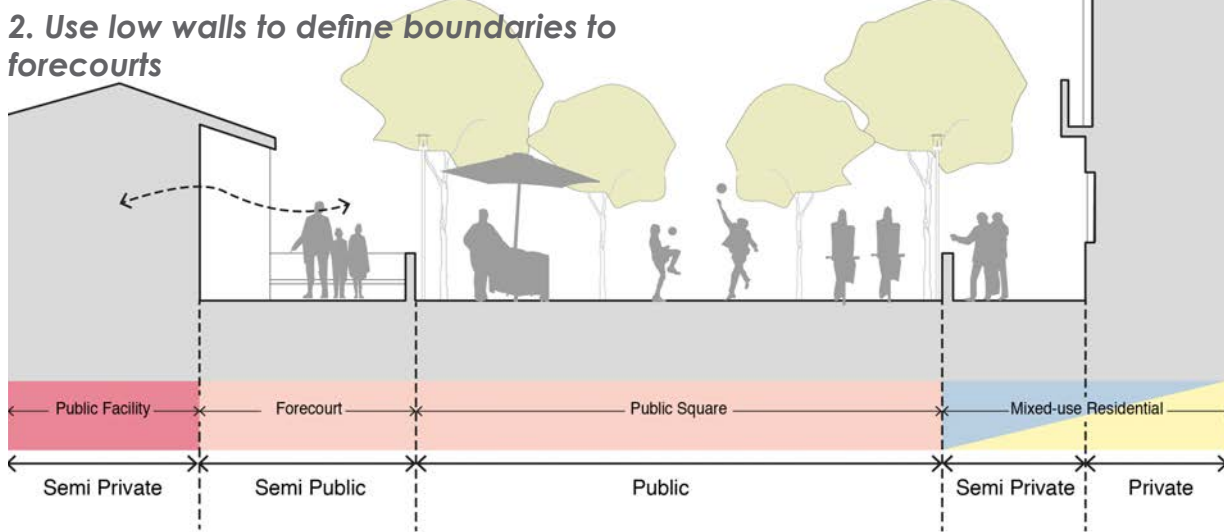 2. Use low walls to define boundaries to
forecourts
Public Facility
Forecourt
Public Square
Mixed-use Residential
Semi Private
Semi Public
Public
Semi Private
Private